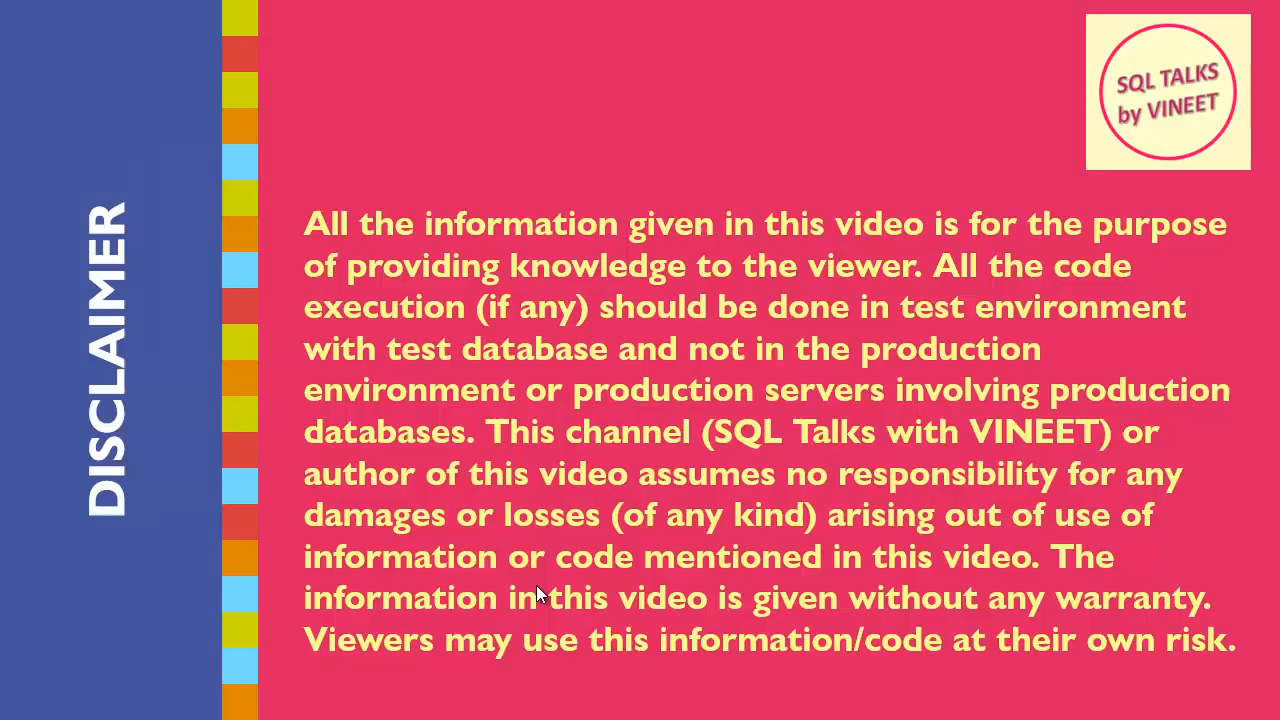 DISCLAIMER
SQL TALKS
by VINEET
All the information given in this video is for the purpose
of providing knowledge to the viewer. All the code
execution (if any) should be done in test environment
with test database and not in the production
environment or production servers involving production
databases. This channel (SQL Talks with VINEET) or
author of this video assumes no responsibility for any
damages or losses (of any kind) arising out of use of
information or code mentioned in this video. The
information in this video is given without any warranty.
Viewers may use this information/code at their own risk.